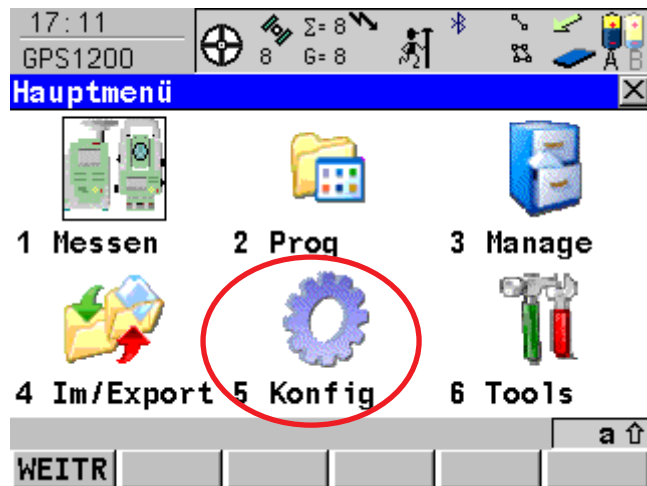 17:11
Σ= 8
GPS1200
8 G= 8
A B
Hauptmenü
1 Messen 2 Prog 3 Manage
4 Im/Export 5 Konfig 6 Tools
a ⇧
WEITR